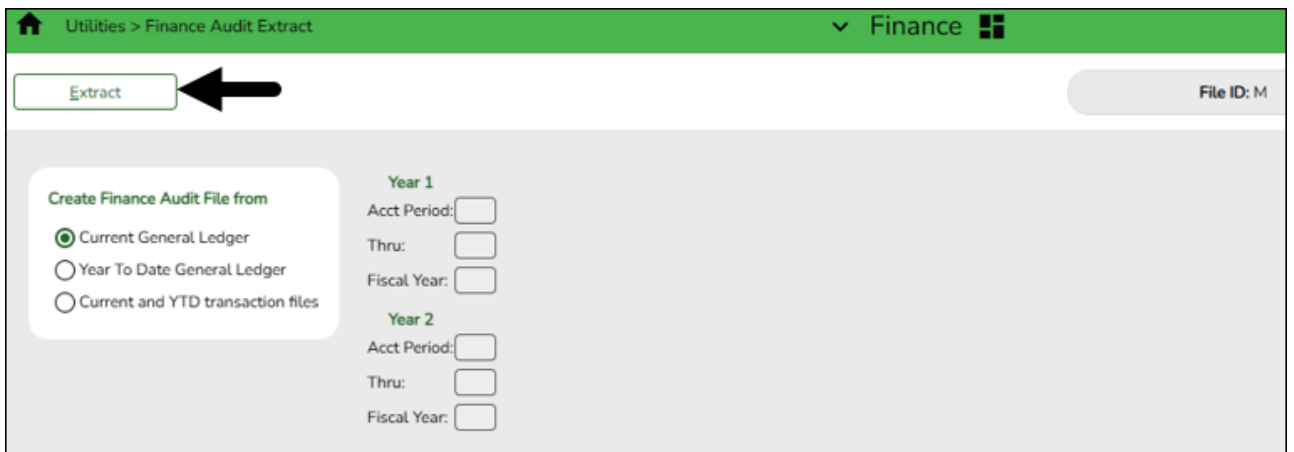 Utilities > Finance Audit Extract
Finance
Extract
File ID: M
Create Finance Audit File from
Current General Ledger
Year To Date General Ledger
Current and YTD transaction files
Year 1
Acct Period:
Thru:
Fiscal Year:
Year 2
Acct Period:
Thru:
Fiscal Year: